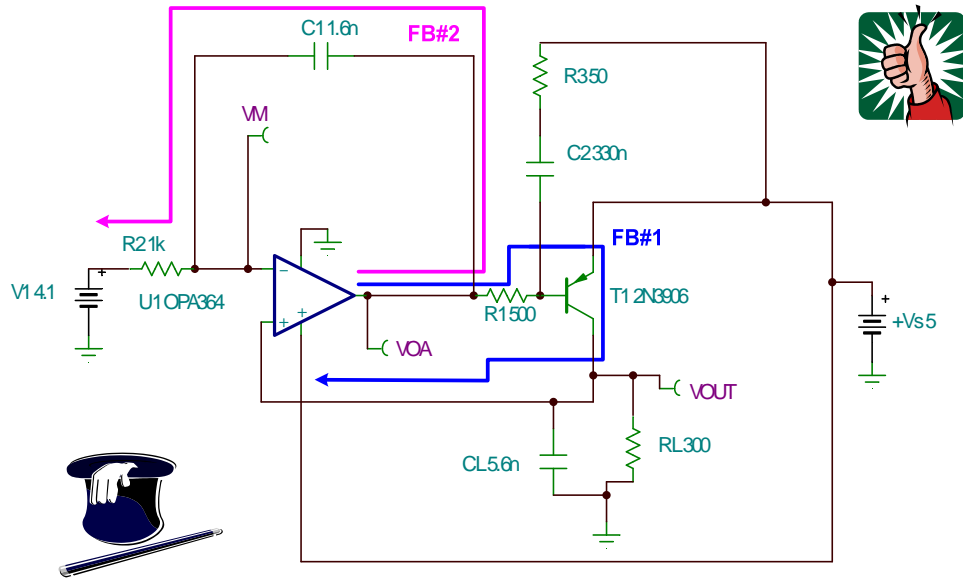 C1 1.6n
FB#2
R3 50
VM
C2 330n
FB#1
R2 1k
V1 4.1
U1 OPA364
R1 500
T1 2N3906
+Vs 5
VOA
VOUT
CL 5.6n
RL 300